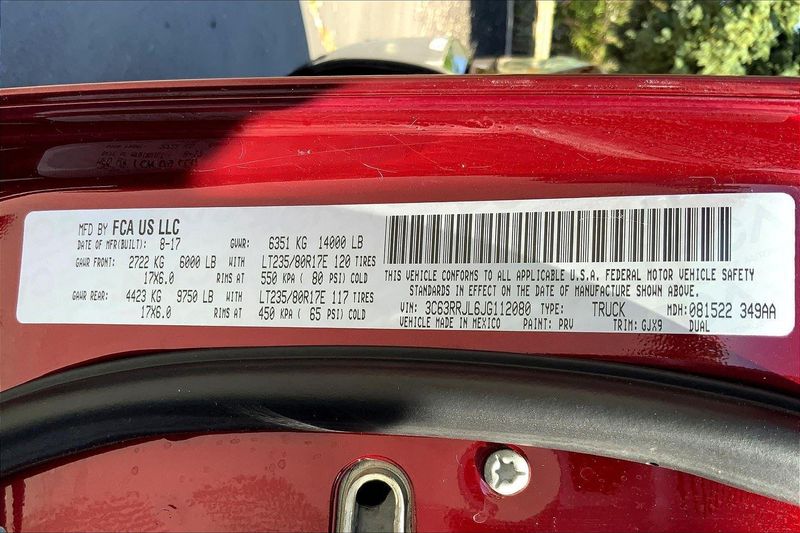 MFD BY FCA US LLC
DATE OF MFR(BUILT): 8-17 GVWR: 6351 KG 14000 LB
GAWR FRONT: 2722 KG 6000 LB WITH LT235/80R17E 120 TIRES
17X6.0 RIMS AT 550 KPA ( 80 PSI) COLD
GAWR REAR: 4423 KG 9750 LB WITH LT235/80R17E 117 TIRES
17X6.0 RIMS AT 450 KPA ( 65 PSI) COLD
THIS VEHICLE CONFORMS TO ALL APPLICABLE U.S.A. FEDERAL MOTOR VEHICLE SAFETY
STANDARDS IN EFFECT ON THE DATE OF MANUFACTURE SHOWN ABOVE.
VIN: 3C63RRJL6JG112080 TYPE: TRUCK MDH: 081522 349AA
VEHICLE MADE IN MEXICO PAINT: PRV TRIM: GJX9 DUAL